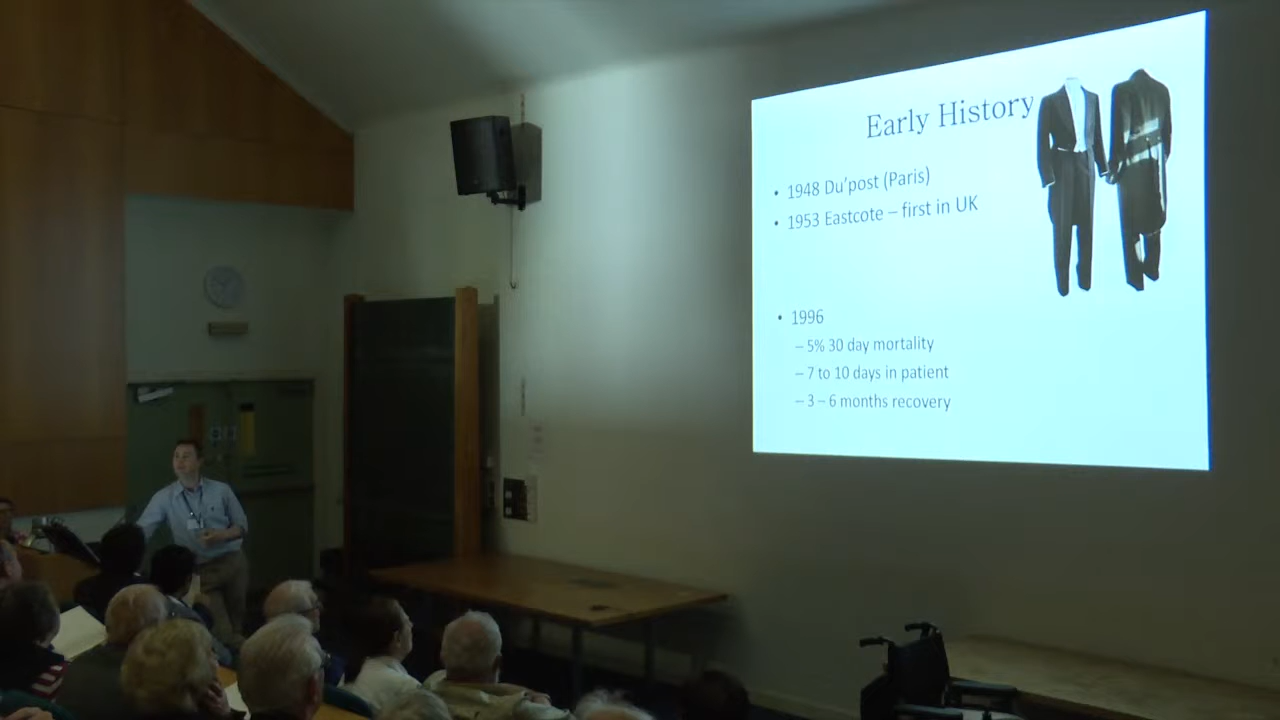 Early History
• 1948 Du'post (Paris)
• 1953 Eastcote – first in UK
• 1996
– 5% 30 day mortality
– 7 to 10 days in patient
– 3 – 6 months recovery